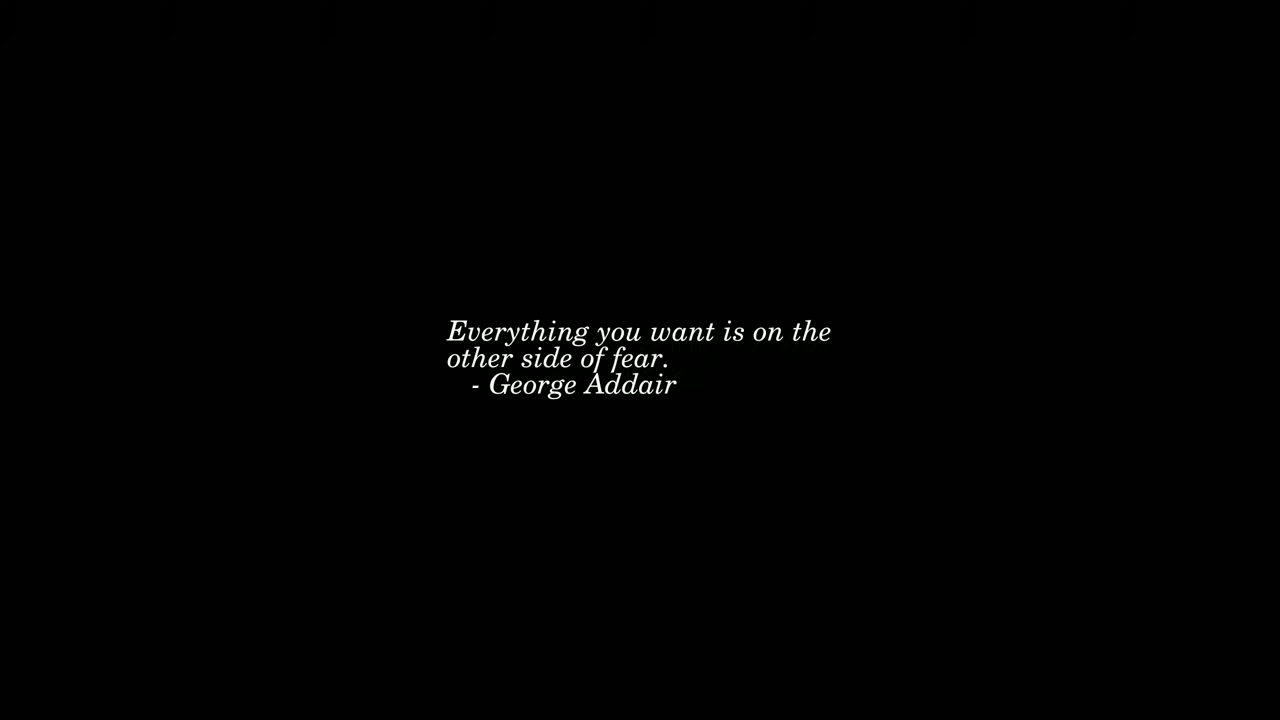 Everything you want is on the
other side of fear.
- George Addair